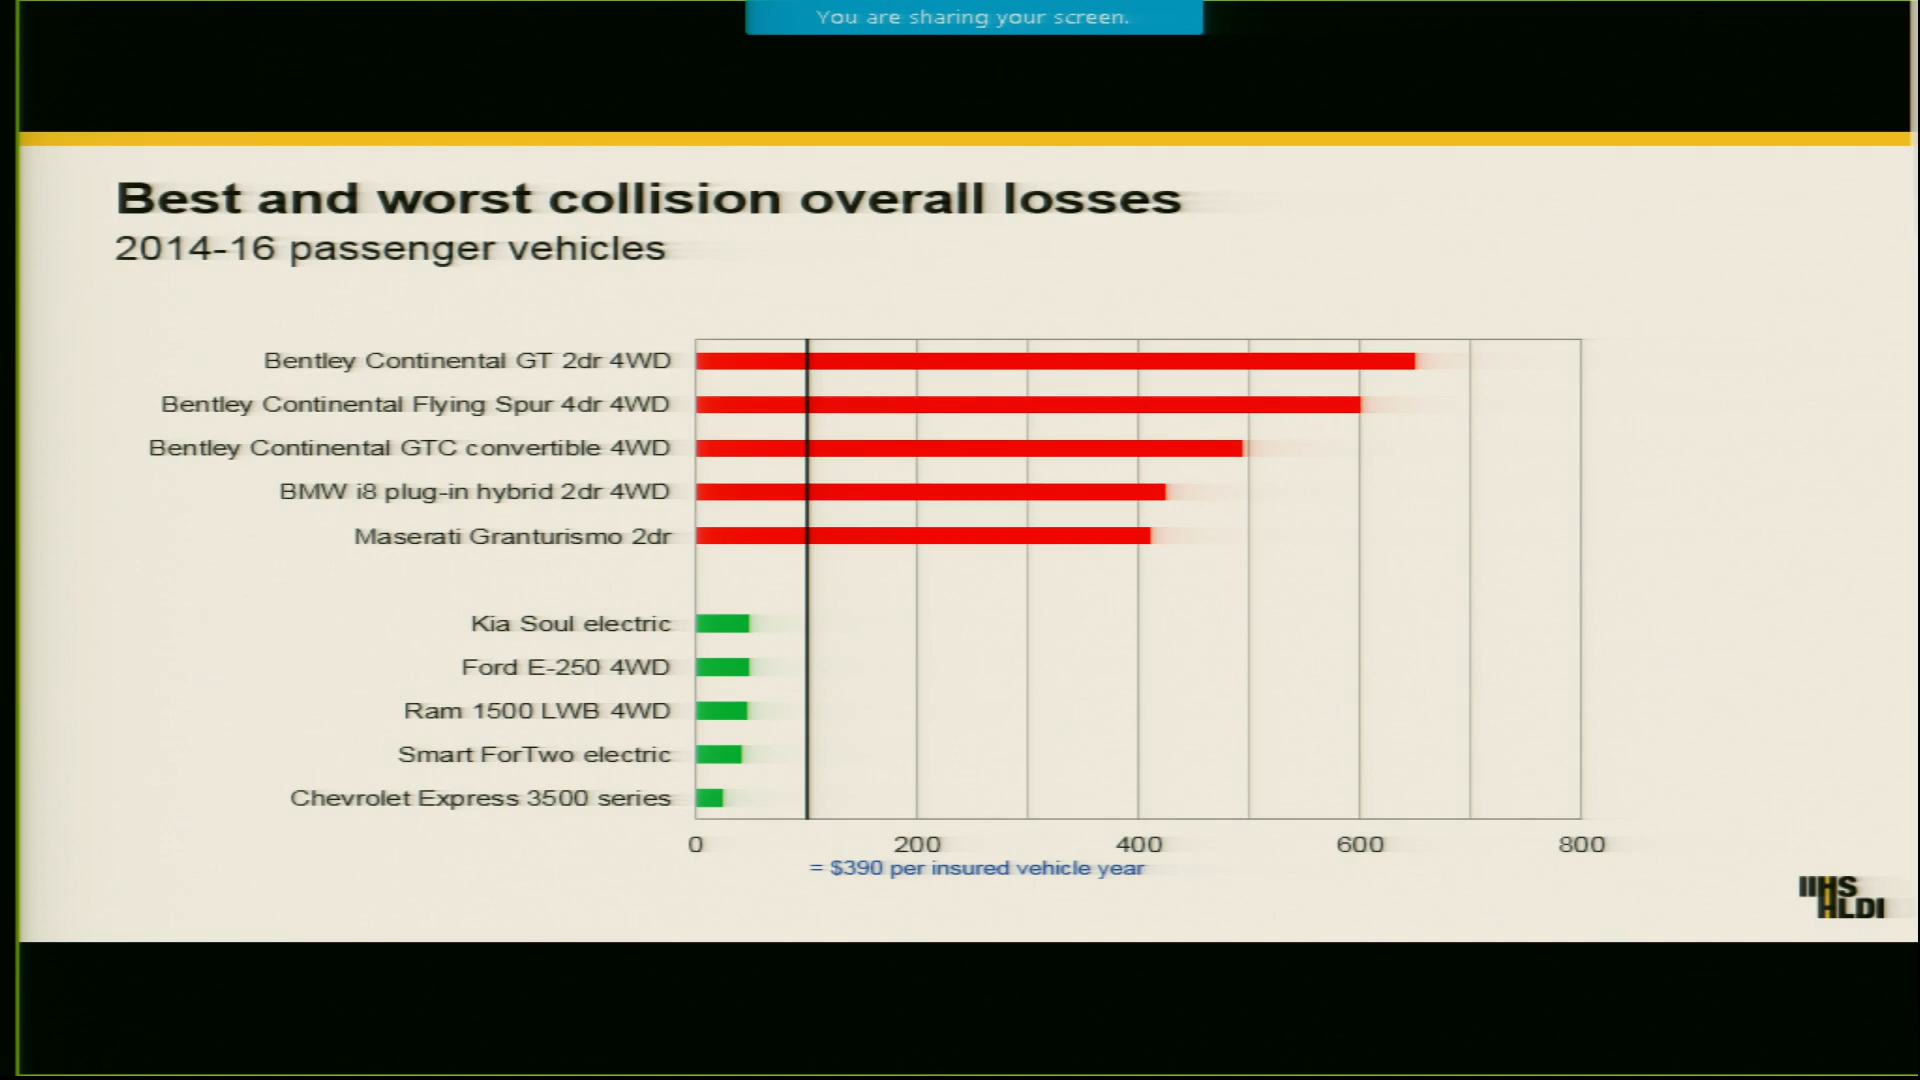 You are sharing your screen.
Best and worst collision overall losses
2014-16 passenger vehicles
Bentley Continental GT 2dr 4WD
Bentley Continental Flying Spur 4dr 4WD
Bentley Continental GTC convertible 4WD
BMW i8 plug-in hybrid 2dr 4WD
Maserati Granturismo 2dr
Kia Soul electric
Ford E-250 4WD
Ram 1500 LWB 4WD
Smart ForTwo electric
Chevrolet Express 3500 series
0 200 400 600 800
= $390 per insured vehicle year
IIHS
HLDI